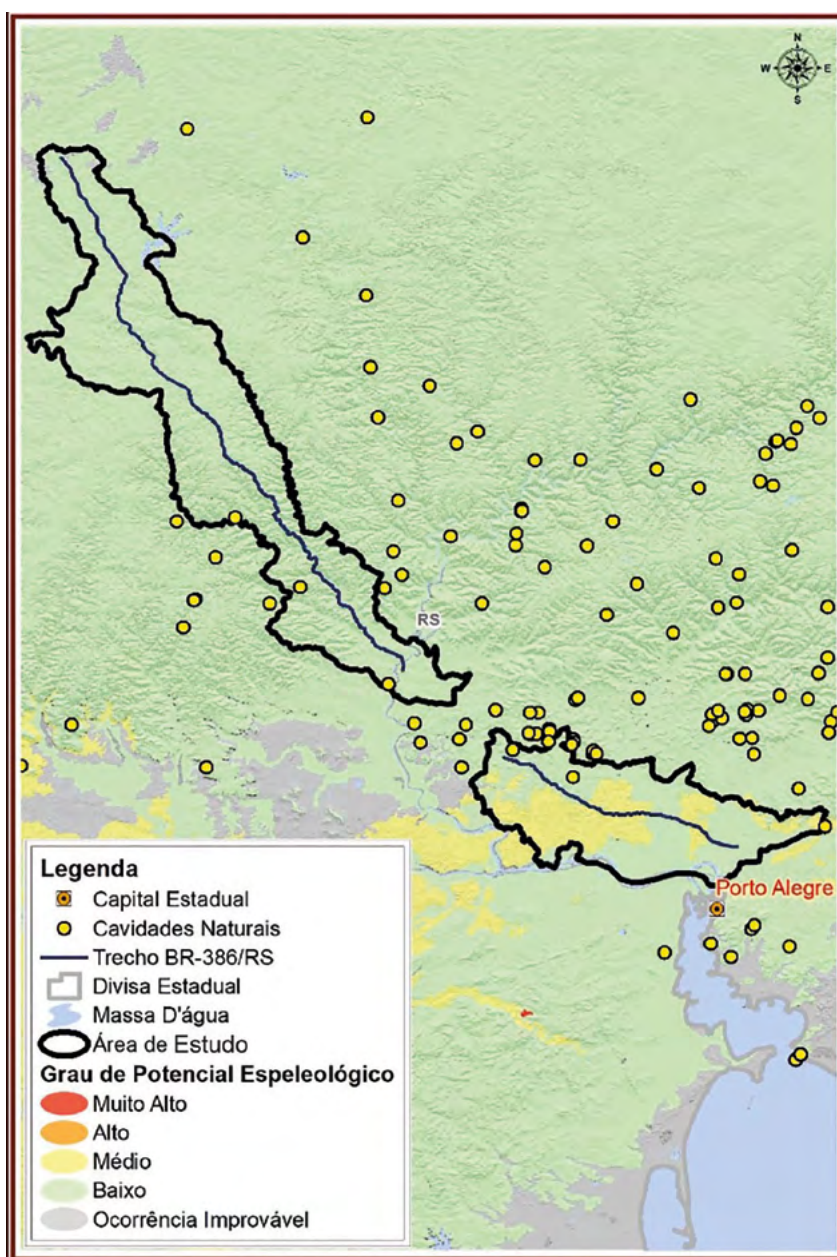 N
W E
S
RS
Porto Alegre
Legenda
Capital Estadual
Cavidades Naturais
Trecho BR-386/RS
Divisa Estadual
Massa D'água
Área de Estudo
Grau de Potencial Espeleológico
Muito Alto
Alto
Médio
Baixo
Ocorrência Improvável